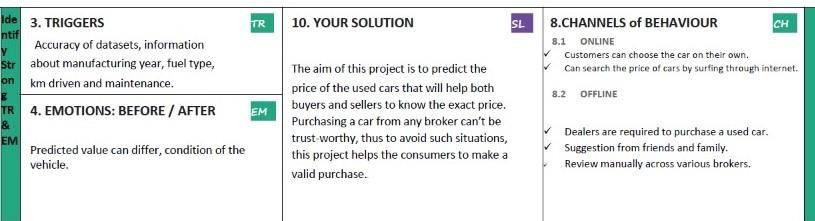 Ide
ntif
y
Str
on
g
TR
&
EM
3. TRIGGERS
TR
Accuracy of datasets, information
about manufacturing year, fuel type,
km driven and maintenance.
4. EMOTIONS: BEFORE / AFTER
EM
Predicted value can differ, condition of the
vehicle.
10. YOUR SOLUTION
SL
The aim of this project is to predict the
price of the used cars that will help both
buyers and sellers to know the exact price.
Purchasing a car from any broker can’t be
trust-worthy, thus to avoid such situations,
this project helps the consumers to make a
valid purchase.
8.CHANNELS of BEHAVIOUR
CH
8.1 ONLINE
✓ Customers can choose the car on their own.
✓ Can search the price of cars by surfing through internet.
8.2 OFFLINE
✓ Dealers are required to purchase a used car.
✓ Suggestion from friends and family.
✓ Review manually across various brokers.